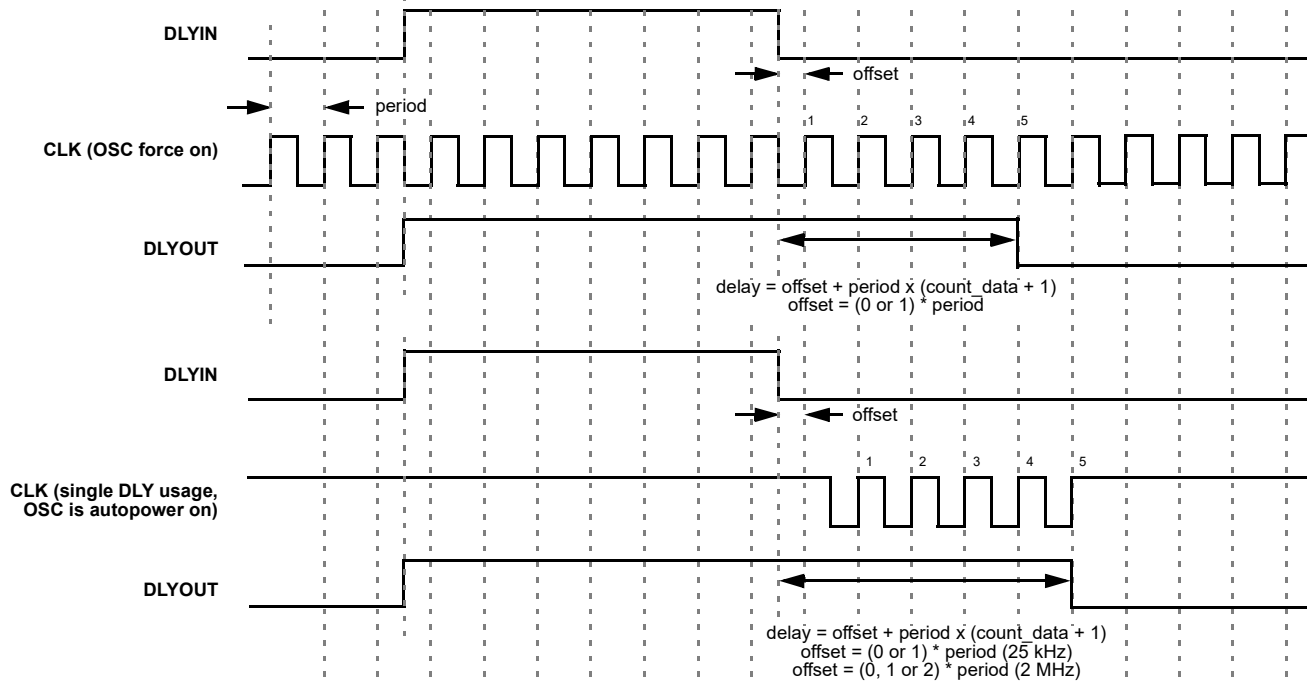 DLYIN
offset
period
CLK (OSC force on)
1 2 3 4 5
DLYOUT
delay = offset + period x (count_data + 1)
offset = (0 or 1) * period
DLYIN
offset
1 2 3 4 5
CLK (single DLY usage,
OSC is autopower on)
DLYOUT
delay = offset + period x (count_data + 1)
offset = (0 or 1) * period (25 kHz)
offset = (0, 1 or 2) * period (2 MHz)